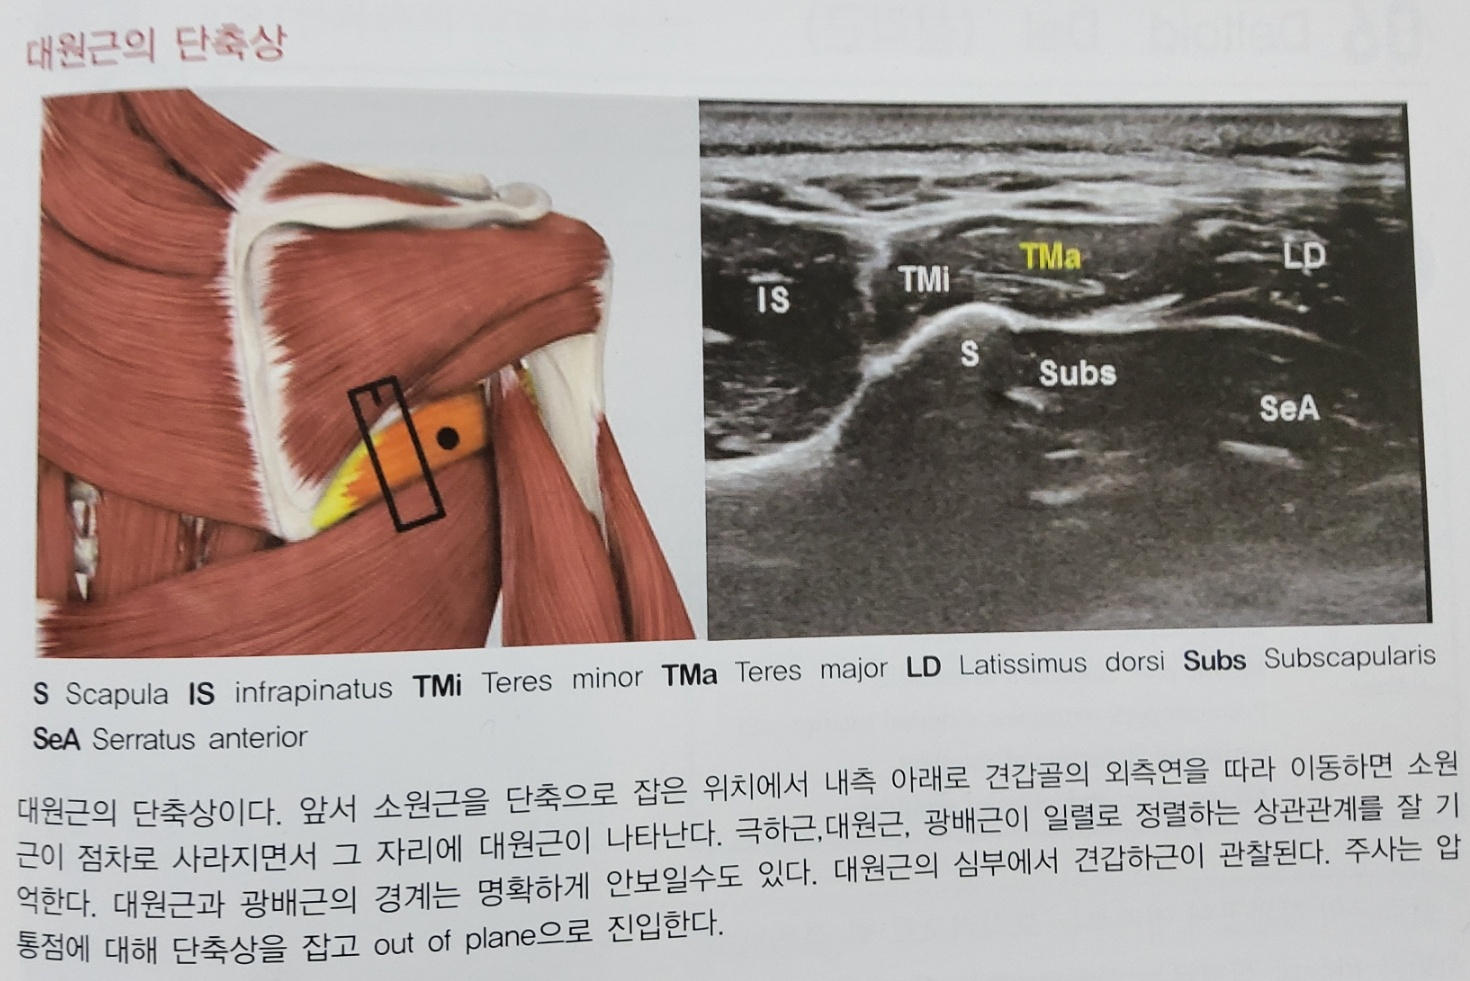 대원근의 단축상
IS
TMi
TMa
LD
S
Subs
SeA
S Scapula IS infrapinatus TMi Teres minor TMa Teres major LD Latissimus dorsi Subs Subscapularis
SeA Serratus anterior
대원근의 단축상이다. 앞서 소원근을 단축으로 잡은 위치에서 내측 아래로 견갑골의 외측연을 따라 이동하면 소원
근이 점차로 사라지면서 그 자리에 대원근이 나타난다. 극하근,대원근, 광배근이 일렬로 정렬하는 상관관계를 잘 기
억한다. 대원근과 광배근의 경계는 명확하게 안보일수도 있다. 대원근의 심부에서 견갑하근이 관찰된다. 주사는 압
통점에 대해 단축상을 잡고 out of plane으로 진입한다.